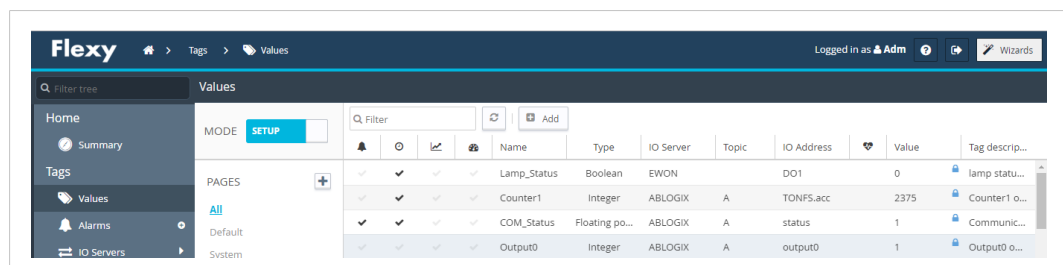 Flexy > Tags > Values Logged in as Adm Wizards
Filter tree Values
Home
Summary
Tags
Values
Alarms
IO Servers
MODE SETUP
PAGES
All
Default
System
Filter Add
Name Type IO Server Topic IO Address Value Tag descrip...
Lamp_Status Boolean EWON DO1 0 lamp statu...
Counter1 Integer ABLOGIX A TONFS.acc 2375 Counter1 o...
COM_Status Floating po... ABLOGIX A status 1 Communic...
Output0 Integer ABLOGIX A output0 1 Output0 o...